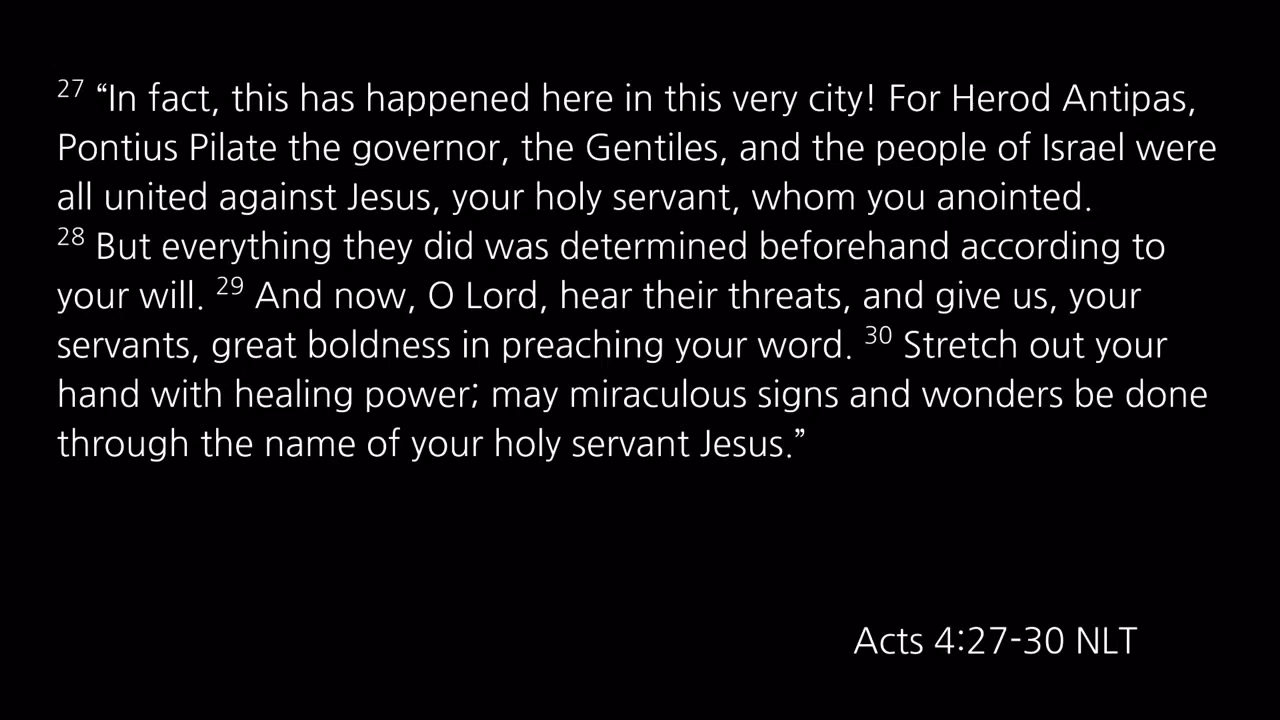 27 “In fact, this has happened here in this very city! For Herod Antipas,
Pontius Pilate the governor, the Gentiles, and the people of Israel were
all united against Jesus, your holy servant, whom you anointed.
28 But everything they did was determined beforehand according to
your will. 29 And now, O Lord, hear their threats, and give us, your
servants, great boldness in preaching your word. 30 Stretch out your
hand with healing power; may miraculous signs and wonders be done
through the name of your holy servant Jesus.”
Acts 4:27-30 NLT